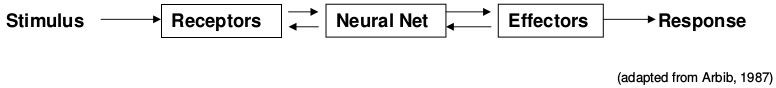 Stimulus Receptors Neural Net Effectors Response
(adapted from Arbib, 1987)